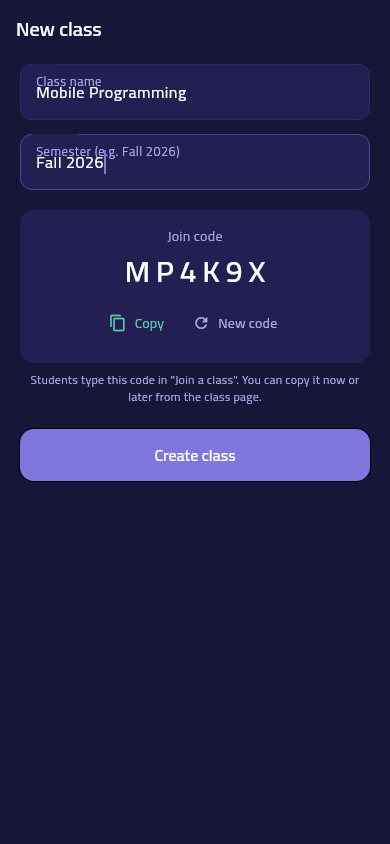 New class
Class name
Mobile Programming
Semester (e.g. Fall 2026)
Fall 2026
Join code
MP4K9X
Copy
New code
Students type this code in "Join a class". You can copy it now or
later from the class page.
Create class